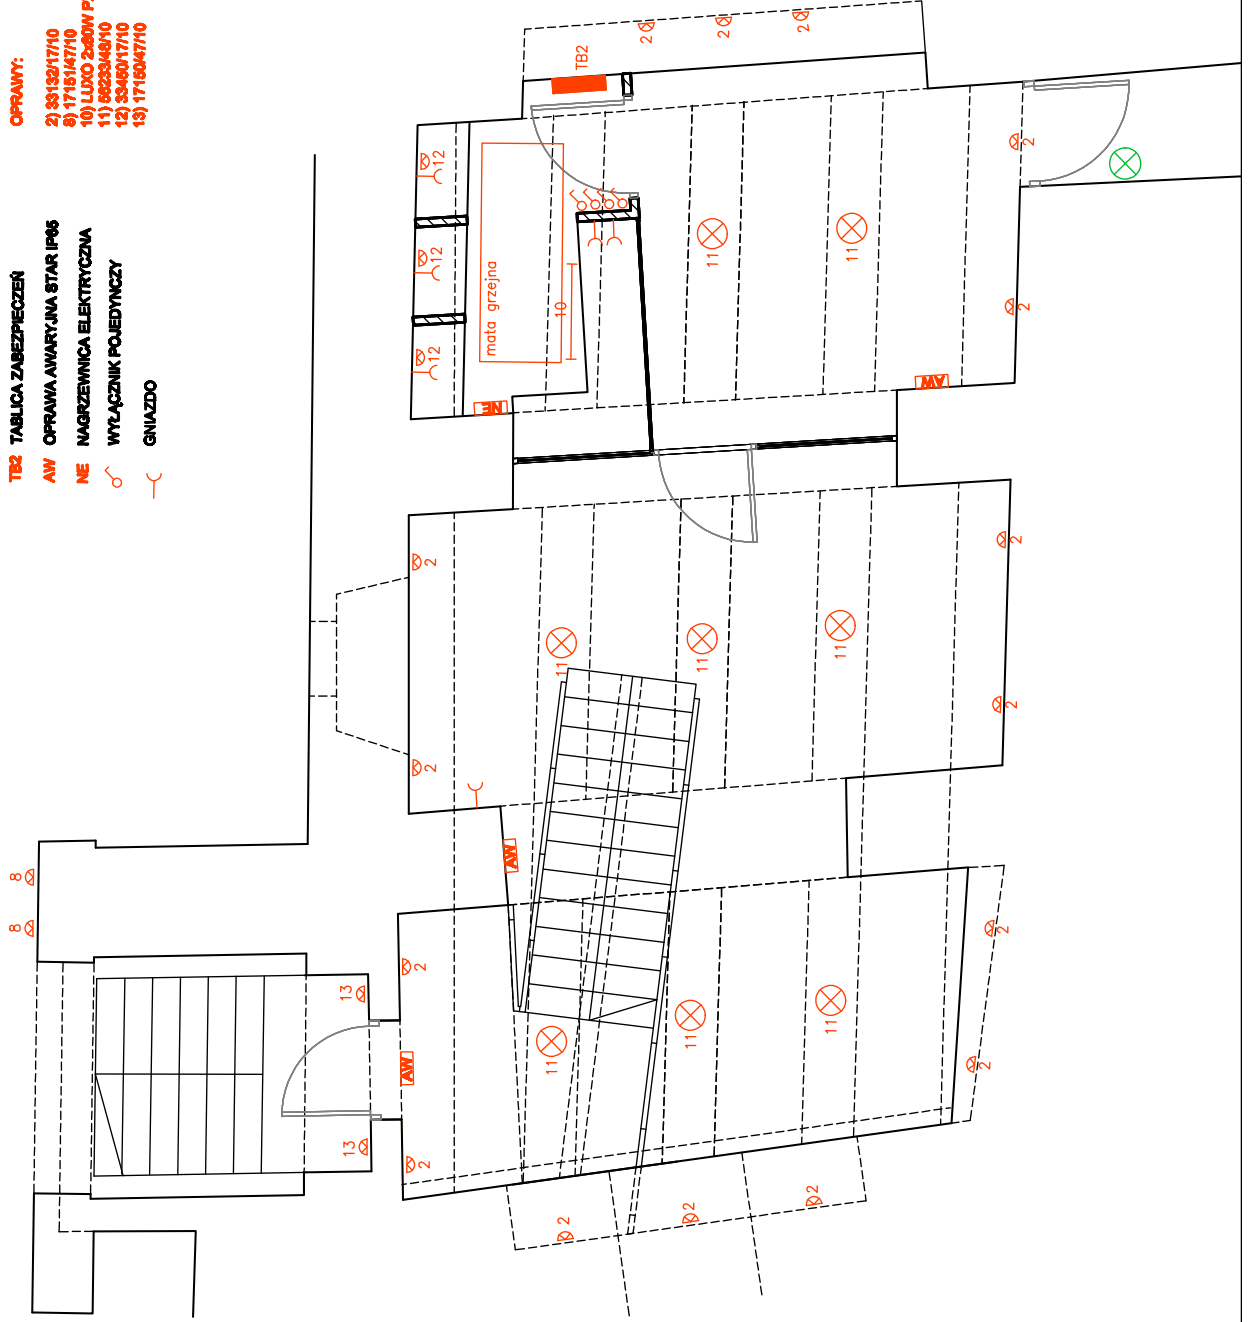 OPRAWY:
2) 33132/17/10
8) 17151/47/10
10) LUXO 2x80W
11) 56233/48/10
12) 33450/17/10
13) 17150/47/10
TB2 TABLICA ZABEZPIECZEŃ
AW OPRAWA AWARYJNA STAR IP65
NE NAGRZEWNICA ELEKTRYCZNA
WYŁĄCZNIK POJEDYNCZY
GNIAZDO
2
2
2
TB2
12
12
12
mata grzejna
10
NE
11
11
2
2
AW
2
2
11
11
11
2
2
AW
8
8
13
13
AW
2
2
11
11
11
2
2
2
2
2